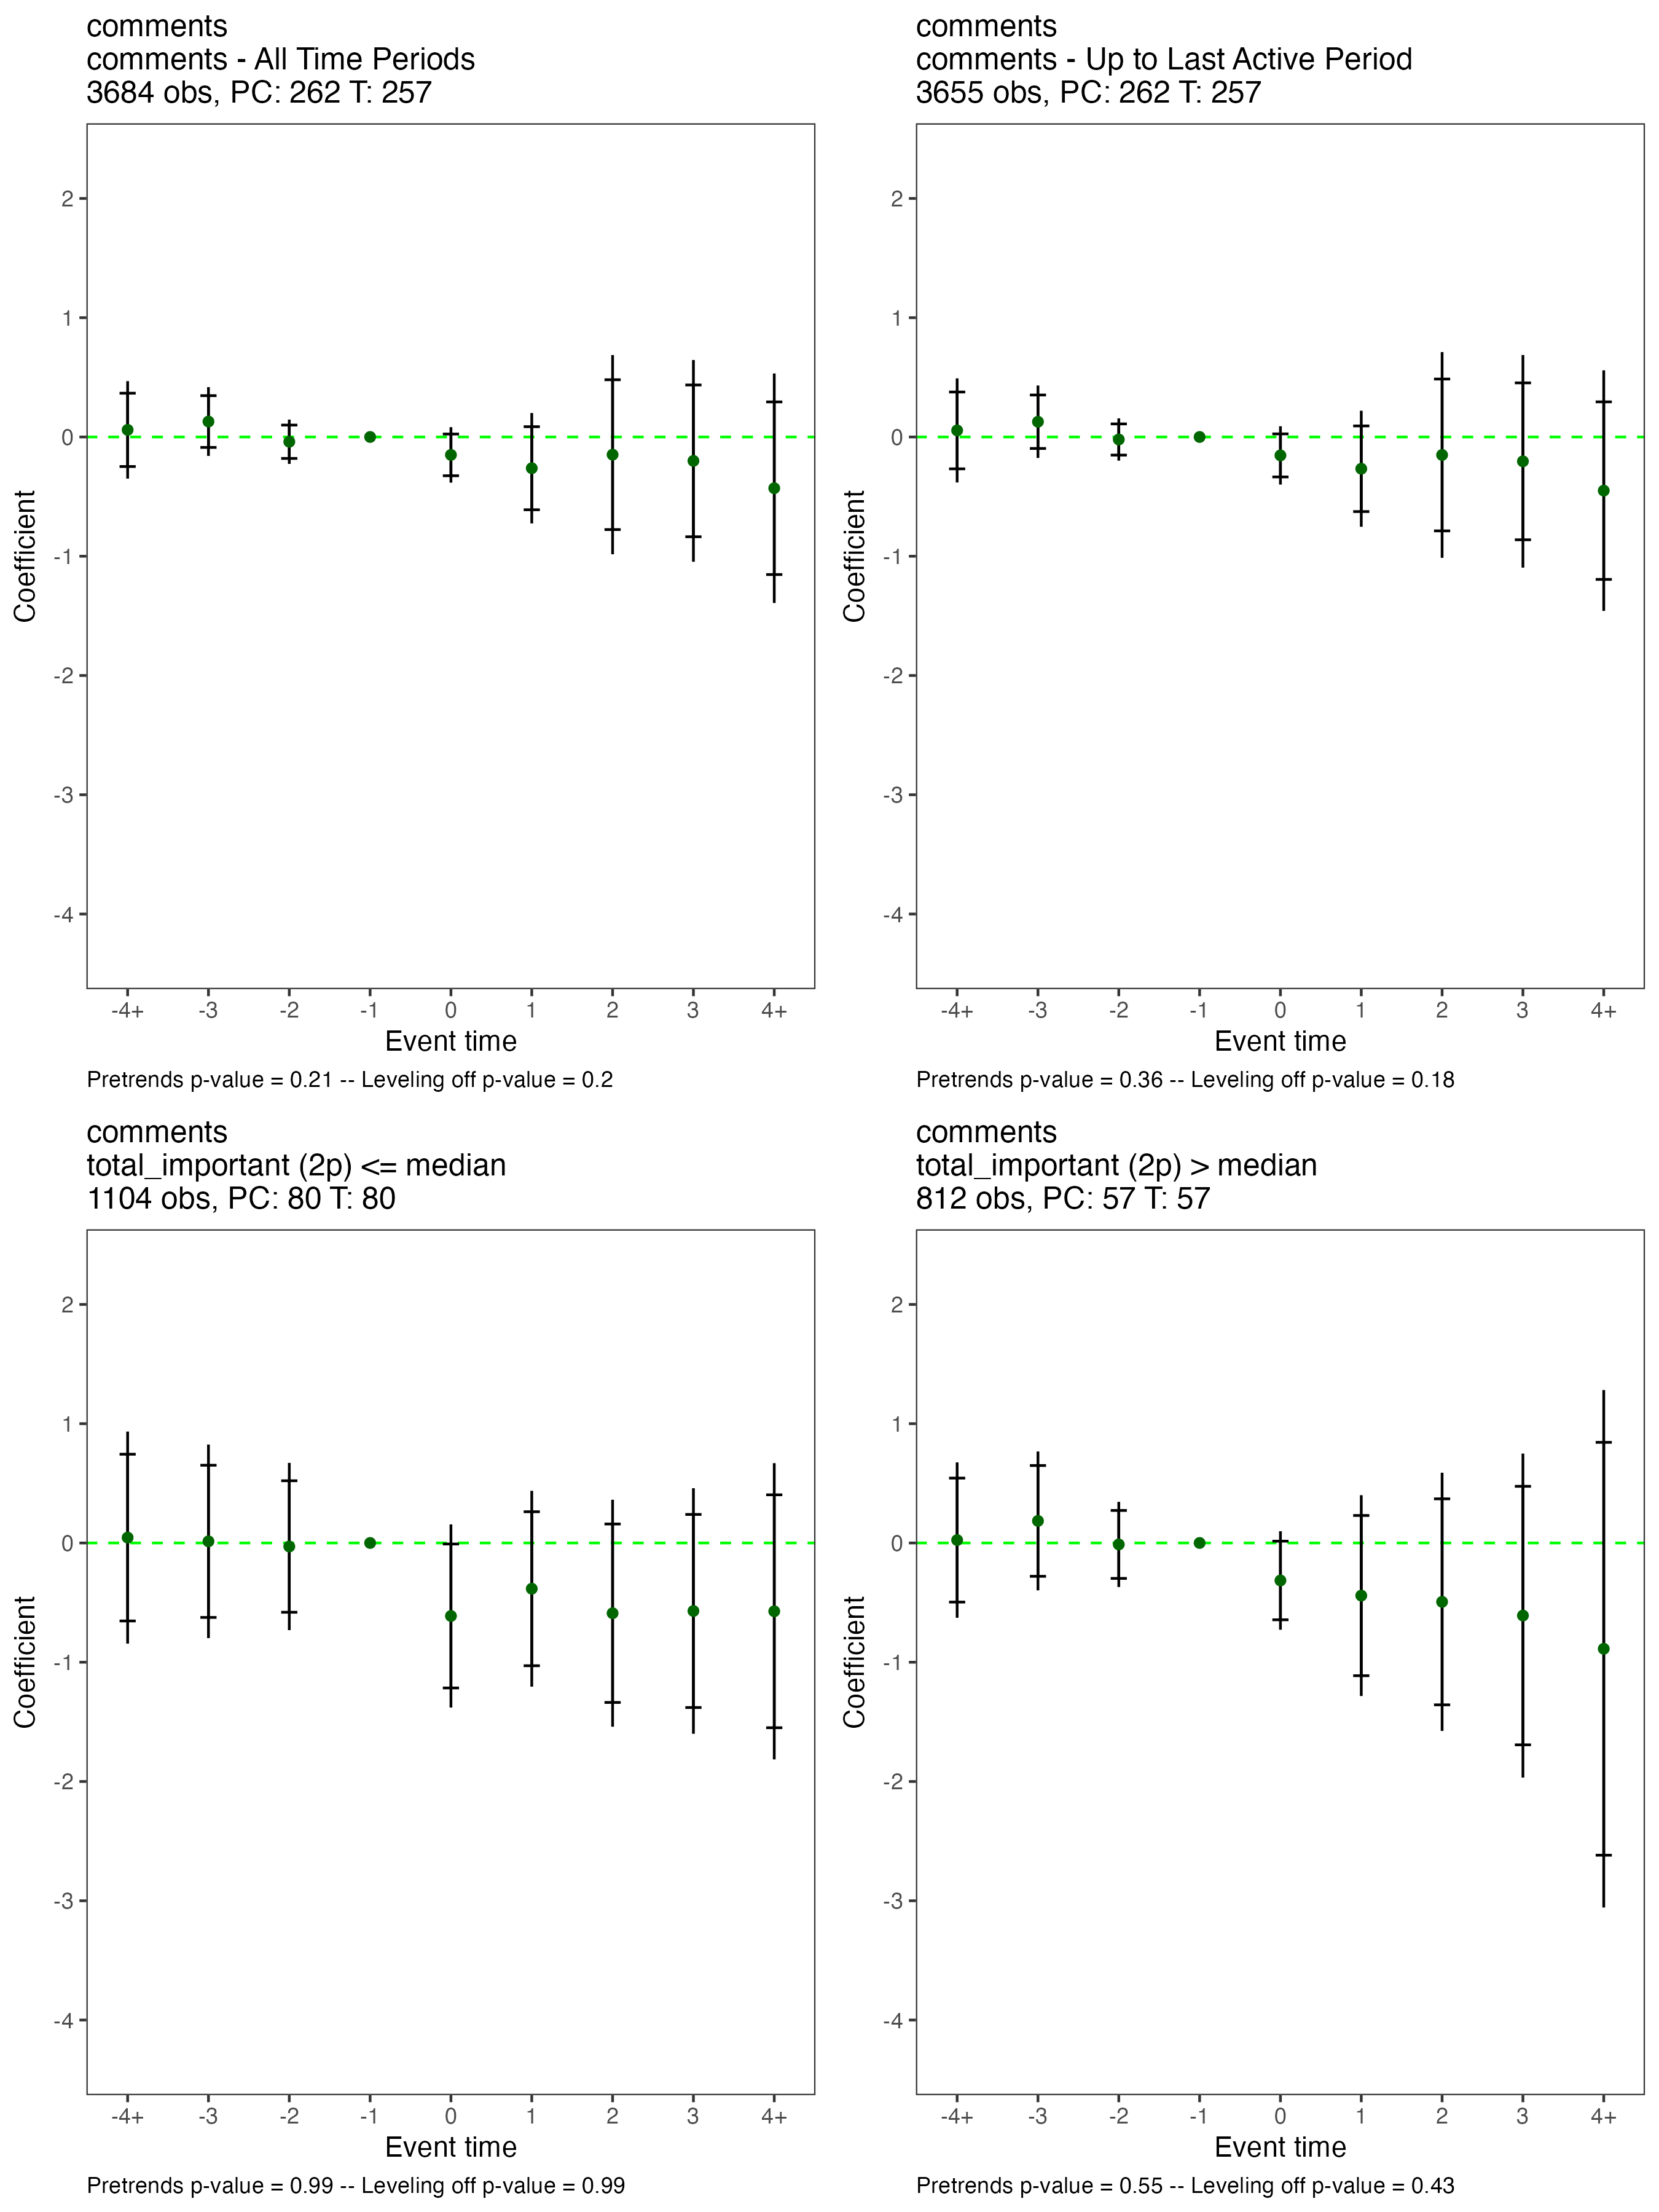 comments
comments - All Time Periods
3684 obs, PC: 262 T: 257
2
1
0
-1
-2
-3
-4
Coefficient
-4+ -3 -2 -1 0 1 2 3 4+
Event time
Pretrends p-value = 0.21 -- Leveling off p-value = 0.2
comments
comments - Up to Last Active Period
3655 obs, PC: 262 T: 257
2
1
0
-1
-2
-3
-4
Coefficient
-4+ -3 -2 -1 0 1 2 3 4+
Event time
Pretrends p-value = 0.36 -- Leveling off p-value = 0.18
comments
total_important (2p) <= median
1104 obs, PC: 80 T: 80
2
1
0
-1
-2
-3
-4
Coefficient
-4+ -3 -2 -1 0 1 2 3 4+
Event time
Pretrends p-value = 0.99 -- Leveling off p-value = 0.99
comments
total_important (2p) > median
812 obs, PC: 57 T: 57
2
1
0
-1
-2
-3
-4
Coefficient
-4+ -3 -2 -1 0 1 2 3 4+
Event time
Pretrends p-value = 0.55 -- Leveling off p-value = 0.43